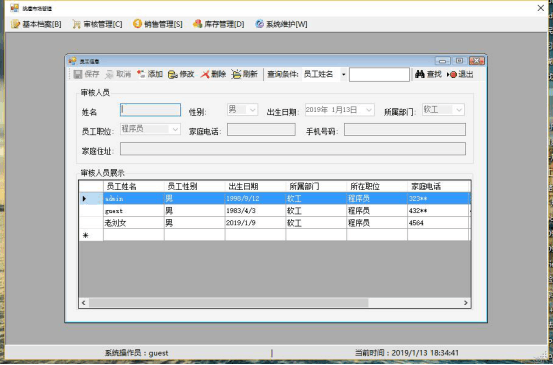 基本档案[B] 审核管理[C] 销售管理[S] 库存管理[D] 系统维护[W]
员工信息
保存 取消 添加 修改 删除 刷新 查询条件: 员工姓名 查找 退出
审核人员
姓名 性别: 男 出生日期: 2019年 1月13日 所属部门: 软工
员工职位: 程序员 家庭电话: 手机号码:
家庭住址:
审核人员展示
员工姓名 员工性别 出生日期 所属部门 所在职位 家庭电话
admin 男 1998/9/12 软工 程序员 323**
guest 男 1983/4/3 软工 程序员 432**
老刘女 男 2019/1/9 软工 程序员 4564
系统操作员：guest | 当前时间：2019/1/13 18:34:41